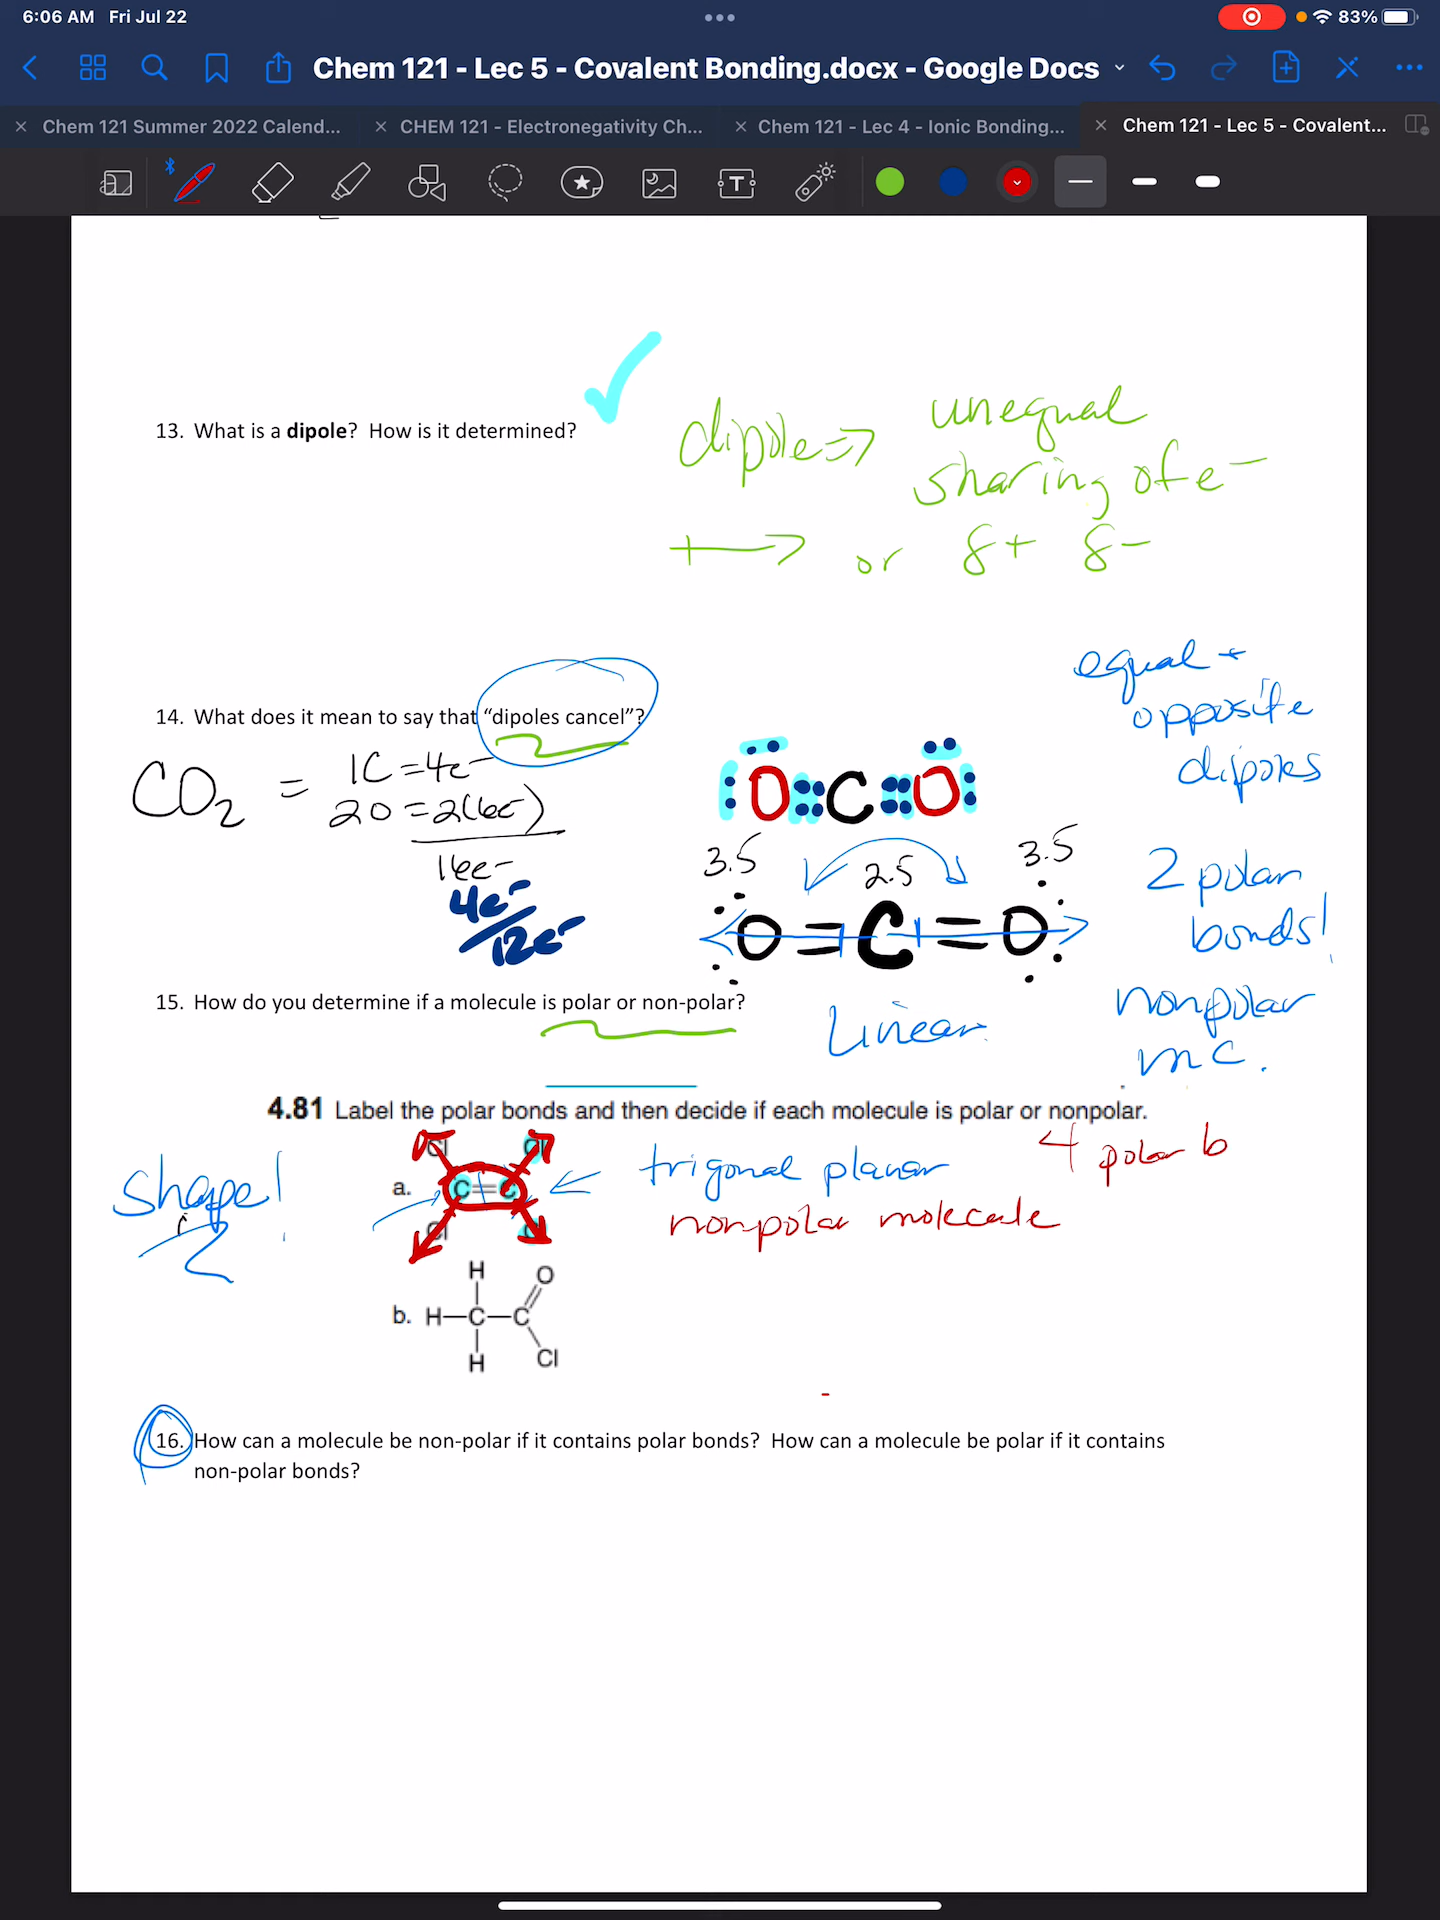 6:06 AM Fri Jul 22
83%
Chem 121 - Lec 5 - Covalent Bonding.docx - Google Docs
Chem 121 Summer 2022 Calend...
CHEM 121 - Electronegativity Ch...
Chem 121 - Lec 4 - Ionic Bonding...
Chem 121 - Lec 5 - Covalent...
13. What is a dipole? How is it determined?
dipole => unequal
sharing of e-
or δ+ δ-
14. What does it mean to say that "dipoles cancel"?
equal +
opposite
dipoles
CO2 = 1C = 4e-
2O = 2(6e-)
16e-
4e-
12e-
O C O
3.5 2.5 3.5
O = C = O
2 polar
bonds!
Linear
nonpolar
mc.
15. How do you determine if a molecule is polar or non-polar?
4.81 Label the polar bonds and then decide if each molecule is polar or nonpolar.
4 polar b
Shape!
Cl Cl
a. C=C
Cl Cl
trigonal planar
nonpolar molecule
H O
b. H—C—C
H Cl
16. How can a molecule be non-polar if it contains polar bonds? How can a molecule be polar if it contains
non-polar bonds?